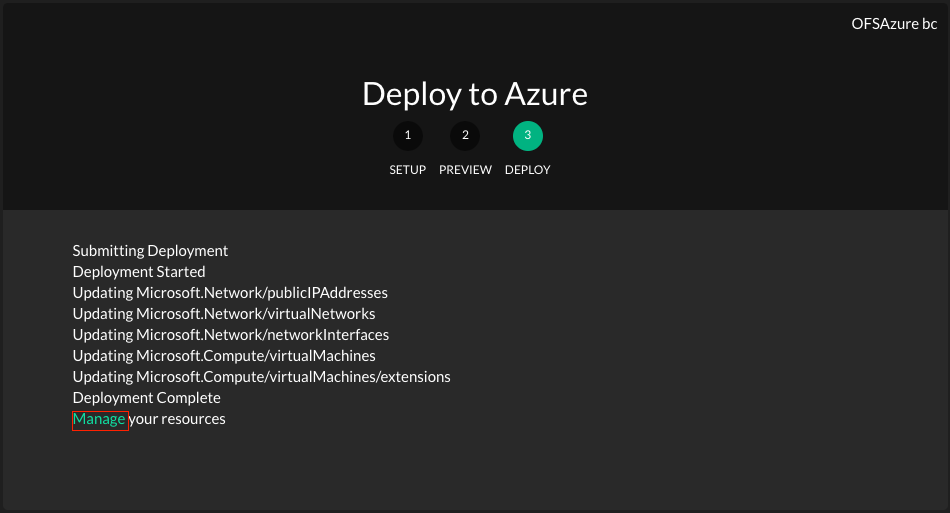 OFSAzure bc
Deploy to Azure
1 2 3
SETUP PREVIEW DEPLOY
Submitting Deployment
Deployment Started
Updating Microsoft.Network/publicIPAddresses
Updating Microsoft.Network/virtualNetworks
Updating Microsoft.Network/networkInterfaces
Updating Microsoft.Compute/virtualMachines
Updating Microsoft.Compute/virtualMachines/extensions
Deployment Complete
Manage your resources